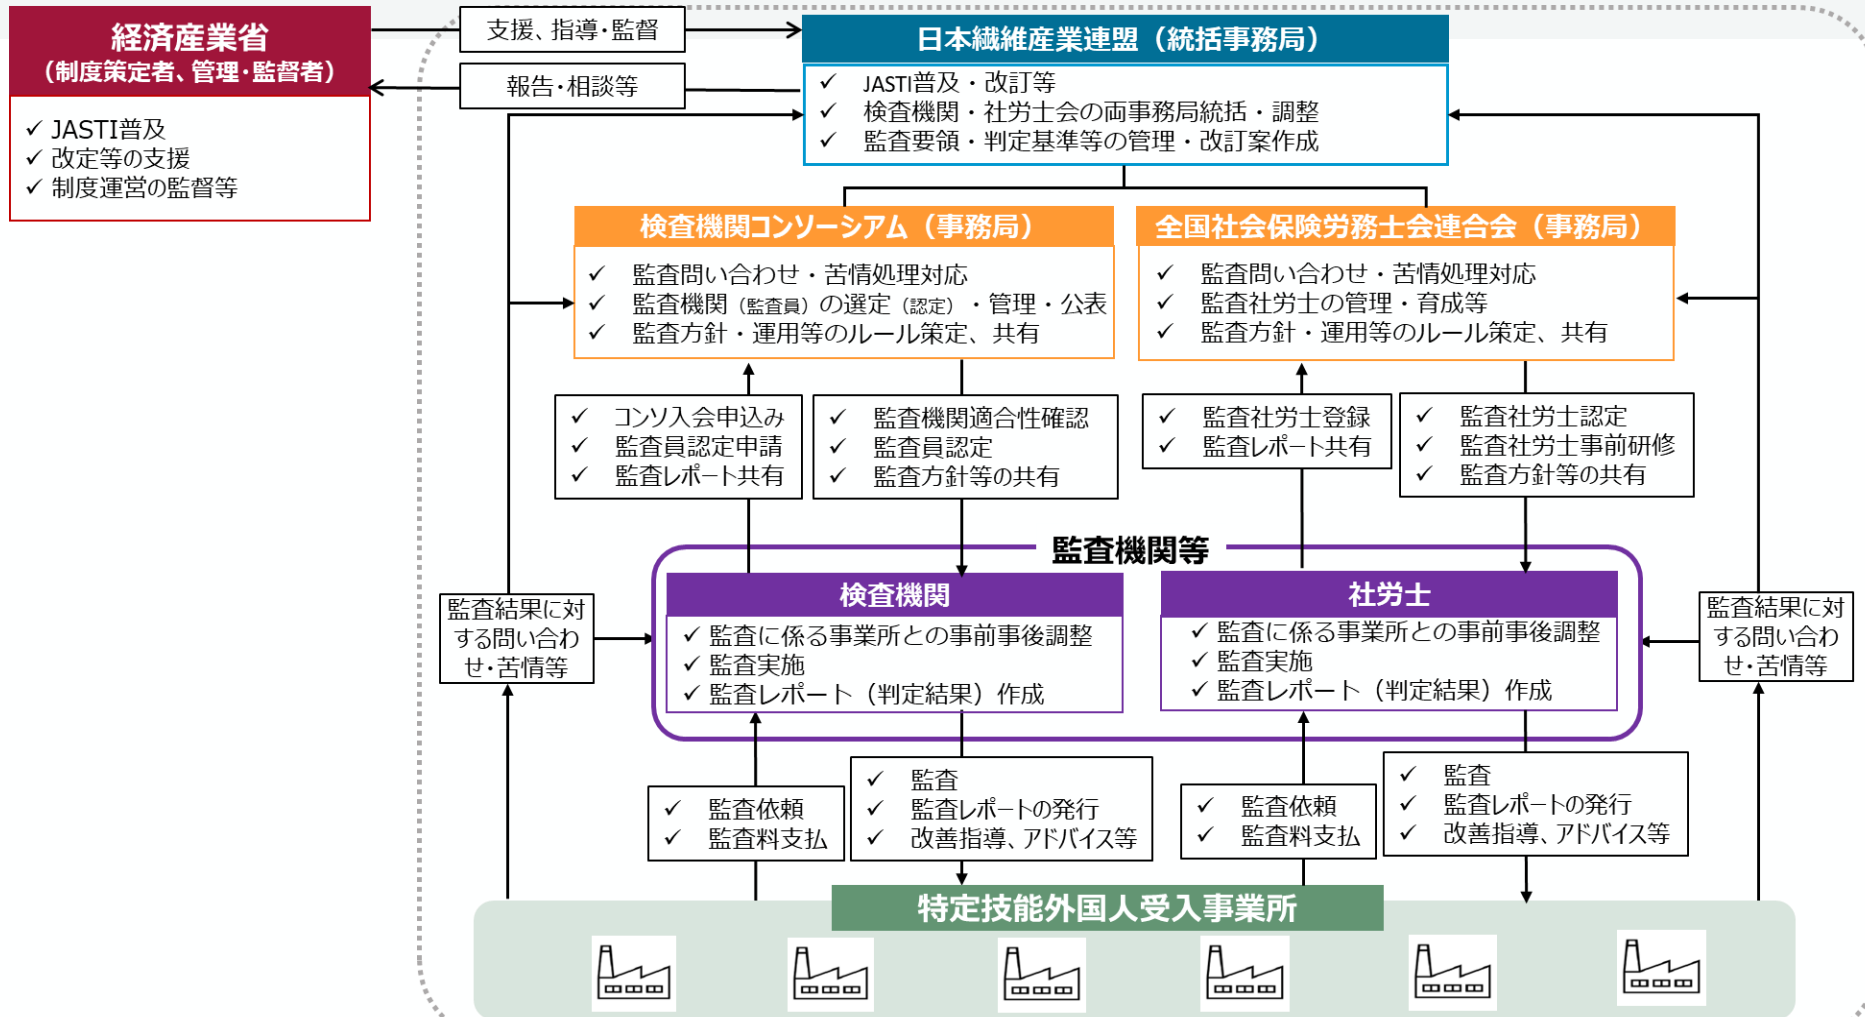 経済産業省
（制度策定者、管理・監督者）
✓ JASTI普及
✓ 改定等の支援
✓ 制度運営の監督等
支援、指導・監督
報告・相談等
日本繊維産業連盟（統括事務局）
✓ JASTI普及・改訂等
✓ 検査機関・社労士会の両事務局統括・調整
✓ 監査要領・判定基準等の管理・改訂案作成
検査機関コンソーシアム（事務局）
✓ 監査問い合わせ・苦情処理対応
✓ 監査機関（監査員）の選定（認定）・管理・公表
✓ 監査方針・運用等のルール策定、共有
全国社会保険労務士会連合会（事務局）
✓ 監査問い合わせ・苦情処理対応
✓ 監査社労士の管理・育成等
✓ 監査方針・運用等のルール策定、共有
✓ コンソ入会申込み
✓ 監査員認定申請
✓ 監査レポート共有
✓ 監査機関適合性確認
✓ 監査員認定
✓ 監査方針等の共有
✓ 監査社労士登録
✓ 監査レポート共有
✓ 監査社労士認定
✓ 監査社労士事前研修
✓ 監査方針等の共有
監査機関等
検査機関
✓ 監査に係る事業所との事前事後調整
✓ 監査実施
✓ 監査レポート（判定結果）作成
社労士
✓ 監査に係る事業所との事前事後調整
✓ 監査実施
✓ 監査レポート（判定結果）作成
監査結果に対
する問い合わ
せ・苦情等
監査結果に対
する問い合わ
せ・苦情等
✓ 監査依頼
✓ 監査料支払
✓ 監査
✓ 監査レポートの発行
✓ 改善指導、アドバイス等
✓ 監査依頼
✓ 監査料支払
✓ 監査
✓ 監査レポートの発行
✓ 改善指導、アドバイス等
特定技能外国人受入事業所